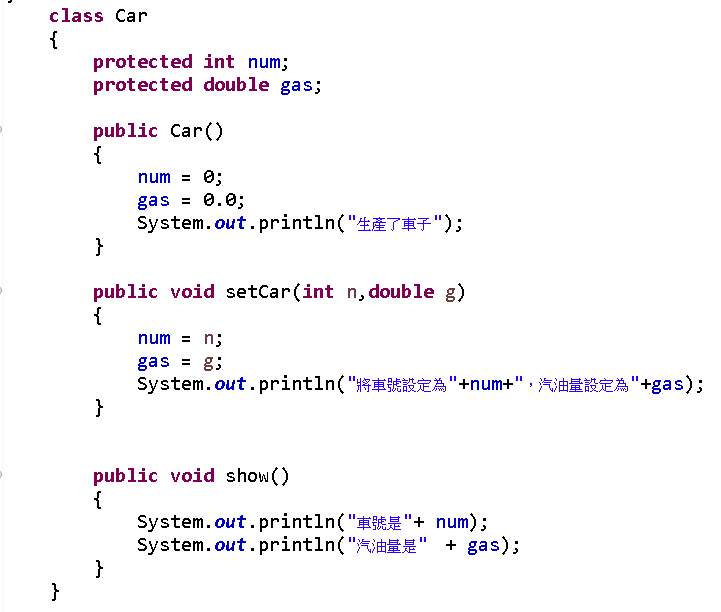 class Car
{
protected int num;
protected double gas;
public Car()
{
num = 0;
gas = 0.0;
System.out.println("生產了車子");
}
public void setCar(int n,double g)
{
num = n;
gas = g;
System.out.println("將車號設定為"+num+",汽油量設定為"+gas);
}
public void show()
{
System.out.println("車號是"+ num);
System.out.println("汽油量是" + gas);
}
}